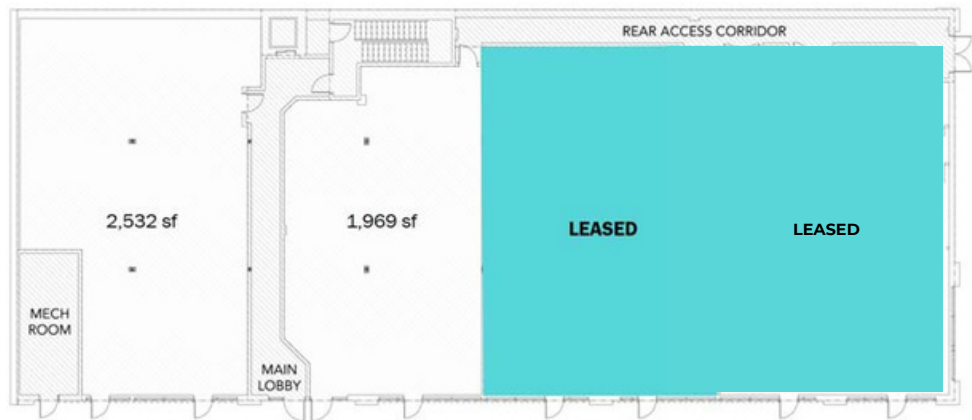 REAR ACCESS CORRIDOR
2,532 sf
1,969 sf
LEASED
LEASED
MECH
ROOM
MAIN
LOBBY